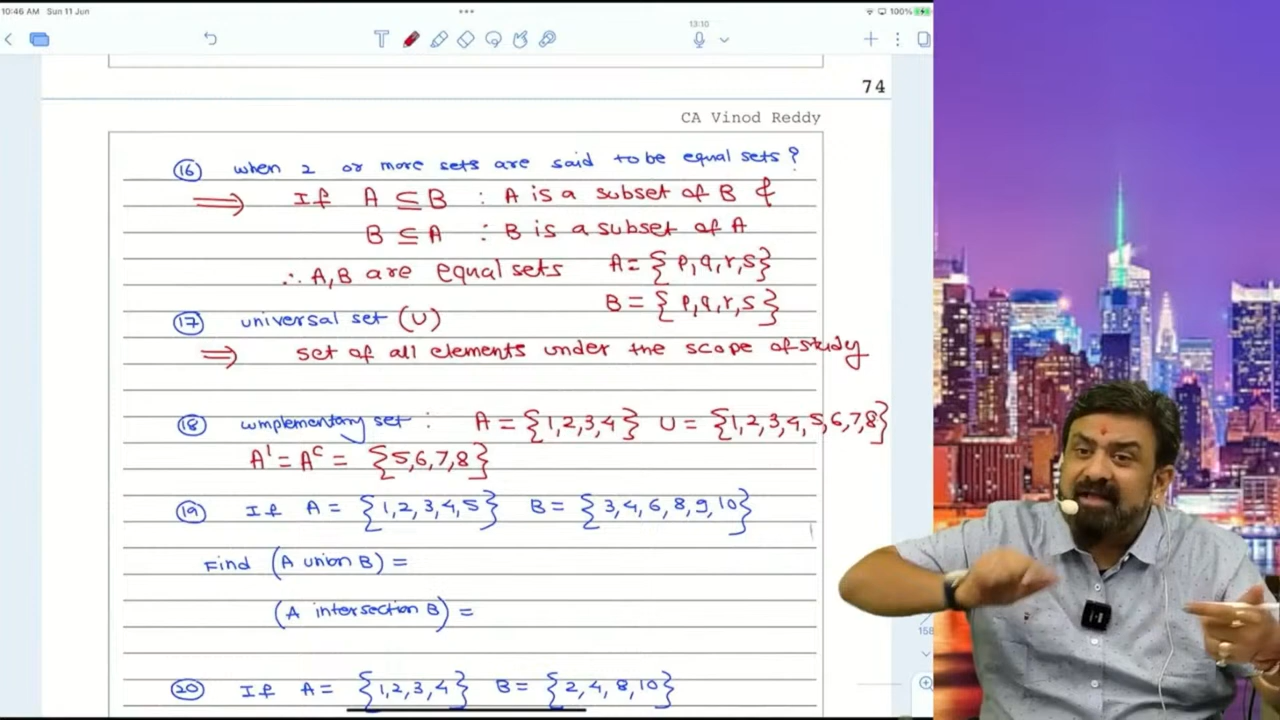 10:46 AM Sun 11 Jun
100%
13:10
T
74
CA Vinod Reddy
16 when 2 or more sets are said to be equal sets?
⟹ If A ⊆ B : A is a subset of B &
B ⊆ A : B is a subset of A
∴ A,B are equal sets A = {p,q,r,s}
B = {p,q,r,s}
17 universal set (U)
⟹ set of all elements under the scope of study
18 complementary set : A = {1,2,3,4} U = {1,2,3,4,5,6,7,8}
A' = Aᶜ = {5,6,7,8}
19 If A = {1,2,3,4,5} B = {3,4,6,8,9,10}
Find (A union B) =
(A intersection B) =
158
20 If A = {1,2,3,4} B = {2,4,8,10}